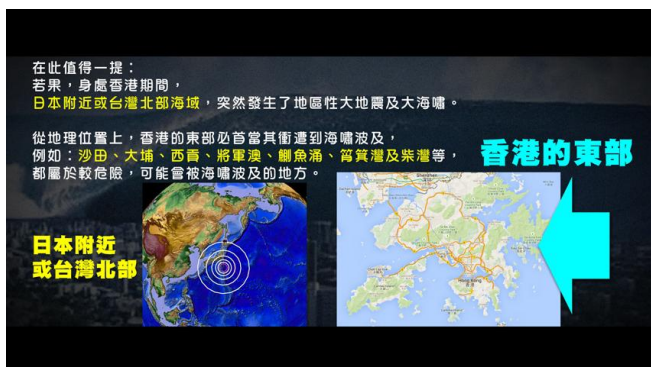 在此值得一提：
若果，身處香港期間，
日本附近或台灣北部海域，突然發生了地區性大地震及大海嘯。
從地理位置上，香港的東部必首當其衝遭到海嘯波及，
例如：沙田、大埔、西貢、將軍澳、鰂魚涌、筲箕灣及柴灣等，
都屬於較危險，可能會被海嘯波及的地方。
香港的東部
日本附近
或台灣北部
Shenzhen
Hong Kong
香港